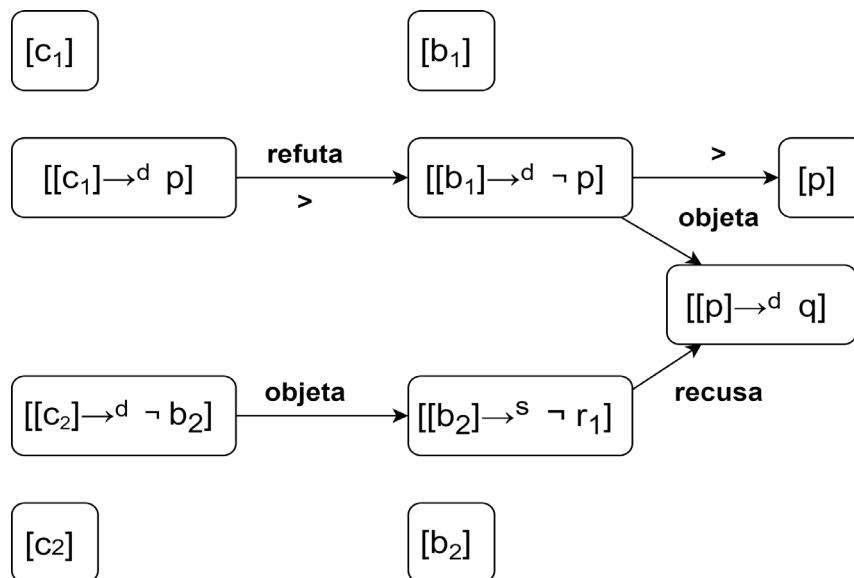 [c₁] [b₁]
refuta >
[[c₁]→ᵈ p] [[b₁]→ᵈ ¬ p] [p]
>
objeta
[[p]→ᵈ q]
objeta recusa
[[c₂]→ᵈ ¬ b₂] [[b₂]→ˢ ¬ r₁]
[c₂] [b₂]